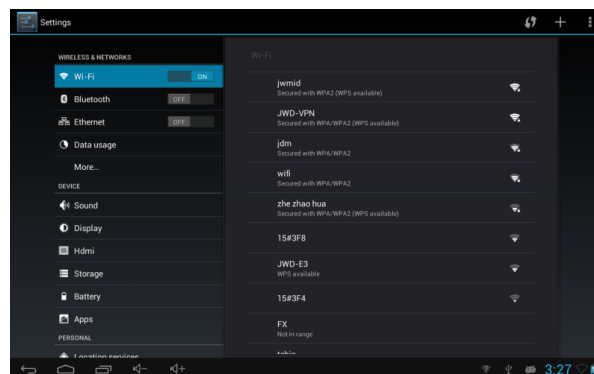 Settings
WIRELESS & NETWORKS
Wi-Fi
ON
Bluetooth
OFF
Ethernet
OFF
Data usage
More...
DEVICE
Sound
Display
Hdmi
Storage
Battery
Apps
PERSONAL
Location services
Wi-Fi
jwmid
Secured with WPA2 (WPS available)
JWD-VPN
Secured with WPA/WPA2 (WPS available)
jdm
Secured with WPA/WPA2
wifi
Secured with WPA/WPA2
zhe zhao hua
Secured with WPA/WPA2 (WPS available)
15#3F8
JWD-E3
WPS available
15#3F4
FX
Not in range
3:27